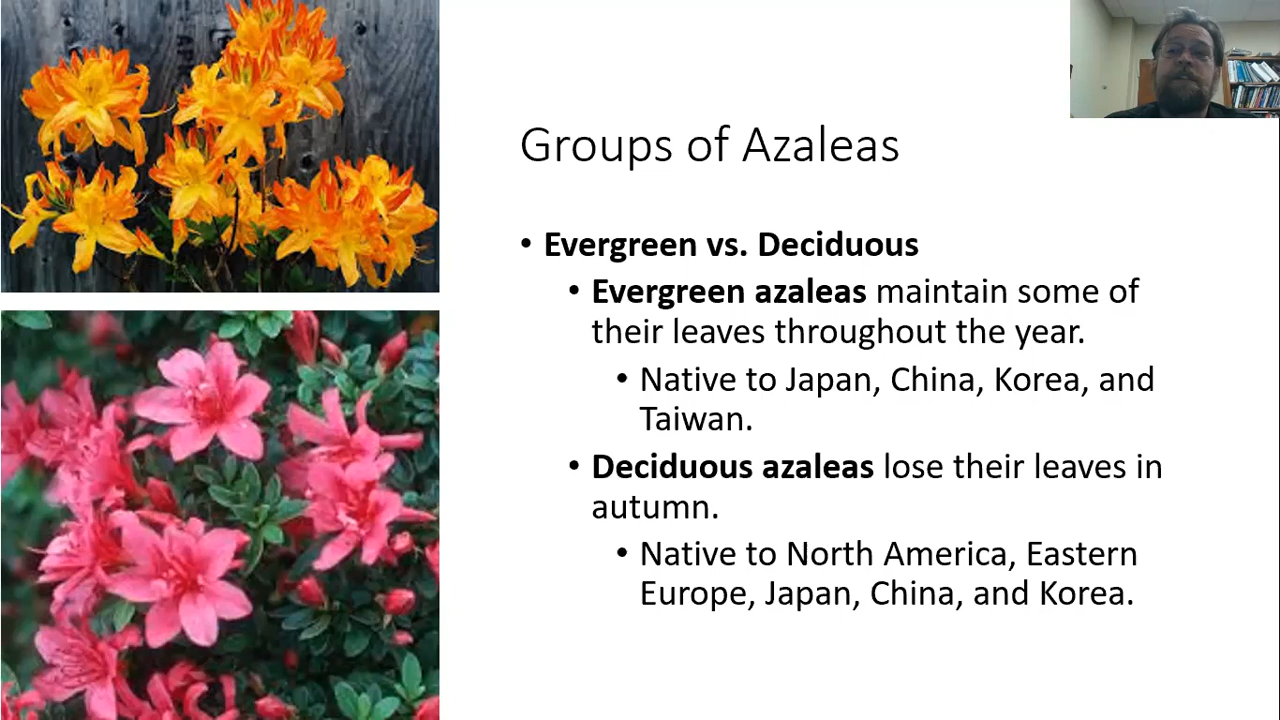 Groups of Azaleas
• Evergreen vs. Deciduous
• Evergreen azaleas maintain some of
their leaves throughout the year.
• Native to Japan, China, Korea, and
Taiwan.
• Deciduous azaleas lose their leaves in
autumn.
• Native to North America, Eastern
Europe, Japan, China, and Korea.